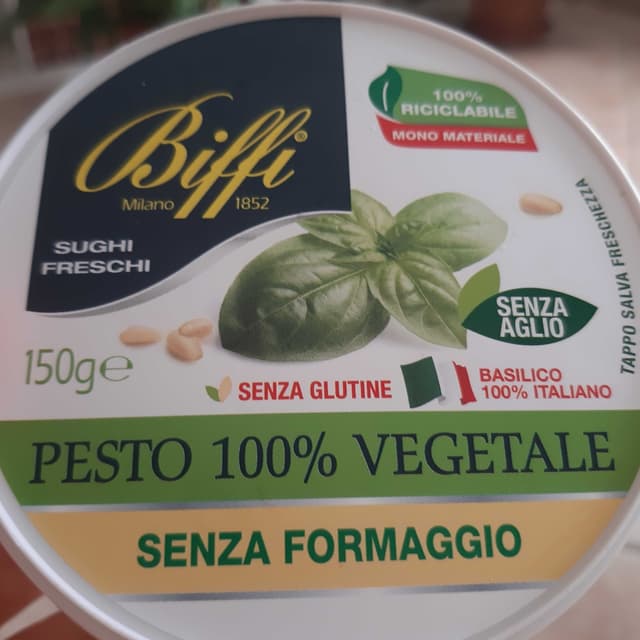 Biffi®
Milano 1852
SUGHI
FRESCHI
100%
RICICLABILE
MONO MATERIALE
TAPPO SALVA FRESCHEZZA
SENZA
AGLIO
150g℮
SENZA GLUTINE
BASILICO
100% ITALIANO
PESTO 100% VEGETALE
SENZA FORMAGGIO